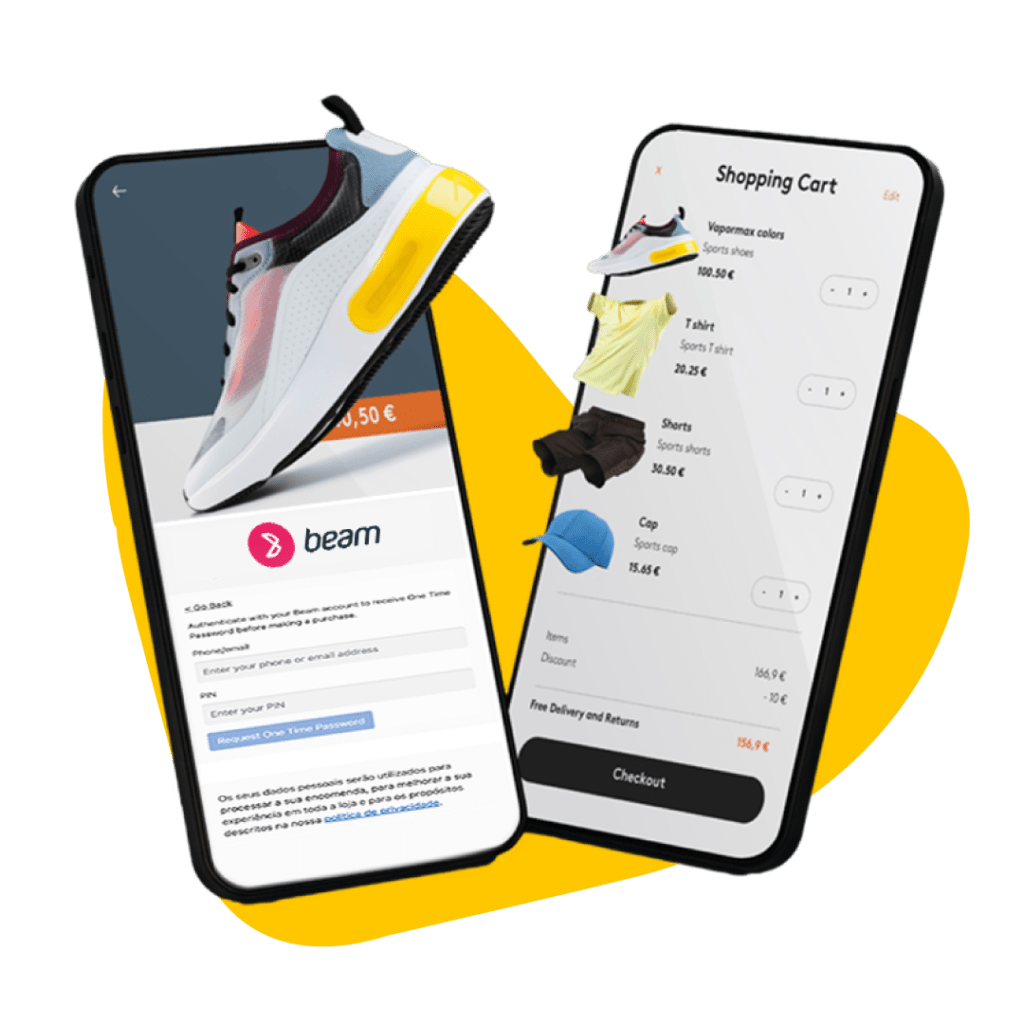 0,50 €
beam
< Go Back
Authenticate with your Beam account to receive One Time
Password before making a purchase.
Phone/email
Enter your phone or email address
PIN
Enter your PIN
Request One Time Password
Os seus dados pessoais serão utilizados para
processar a sua encomenda, para melhorar a sua
experiência em toda a loja e para os propósitos
descritos na nossa política de privacidade.
x
Shopping Cart
Edit
Vapormax colors
Sports shoes
100.50 €
- 1 +
T shirt
Sports T shirt
20.25 €
- 1 +
Shorts
Sports shorts
30.50 €
- 1 +
Cap
Sports cap
15.65 €
- 1 +
Items
166,9 €
Discount
- 10 €
Free Delivery and Returns
156,9 €
Checkout